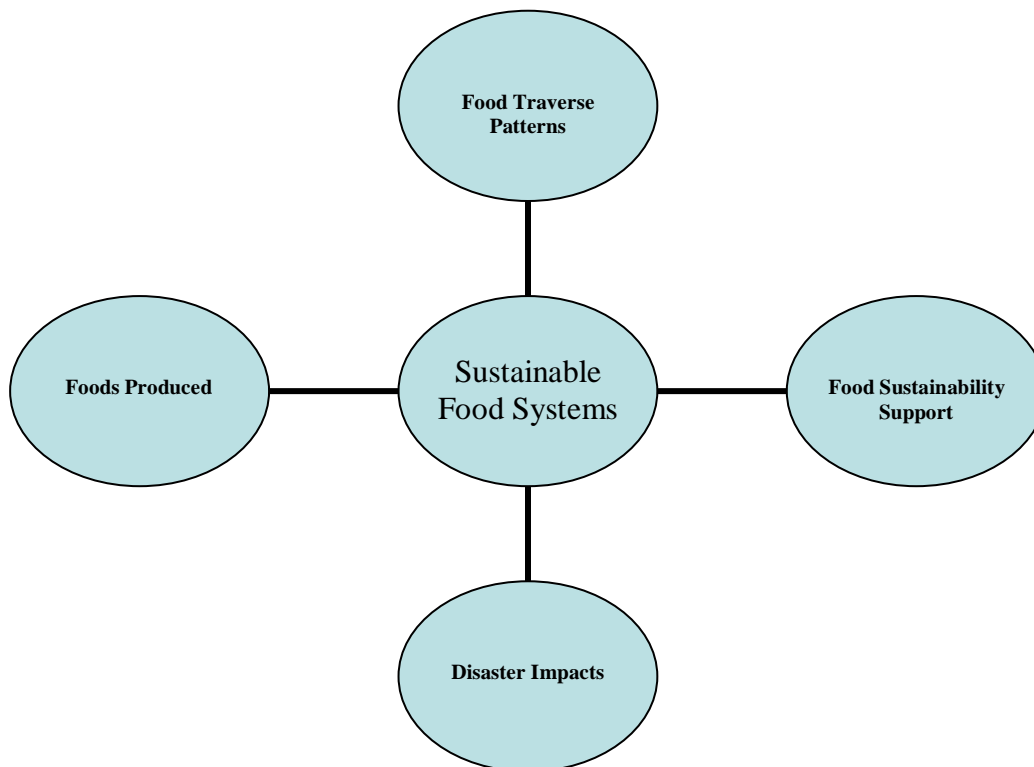 Food Traverse
Patterns
Foods Produced
Sustainable
Food Systems
Food Sustainability
Support
Disaster Impacts